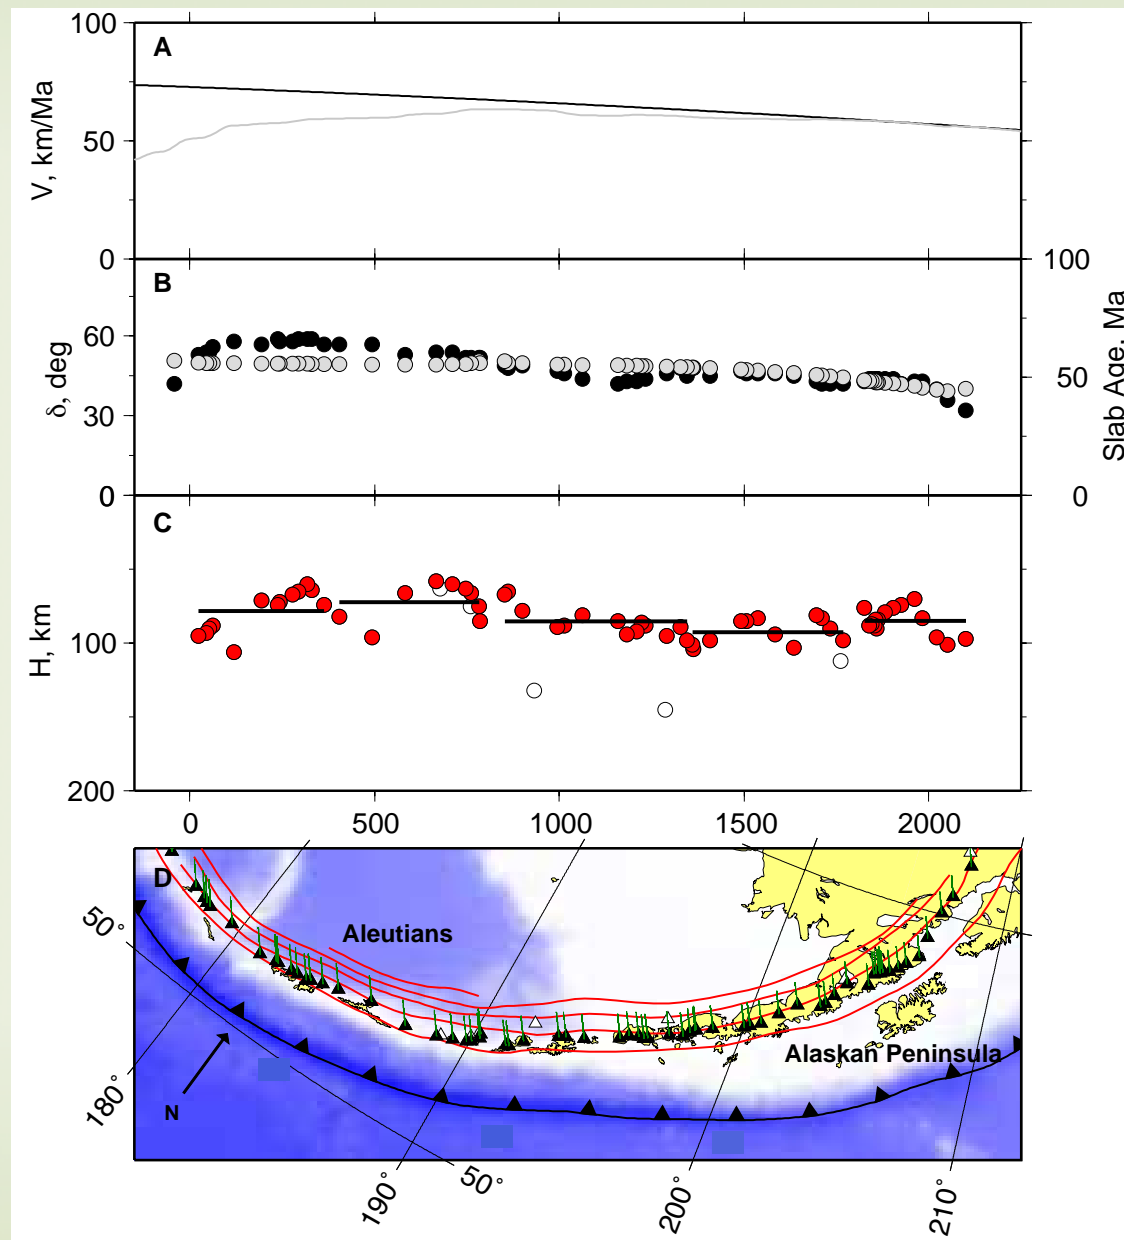 100
A
V, km/Ma
50
0
100
B
60
δ, deg
50
Slab Age, Ma
30
0
0
C
H, km
100
200
0
500
1000
1500
2000
D
50°
Aleutians
Alaskan Peninsula
N
180°
190°
50°
200°
210°